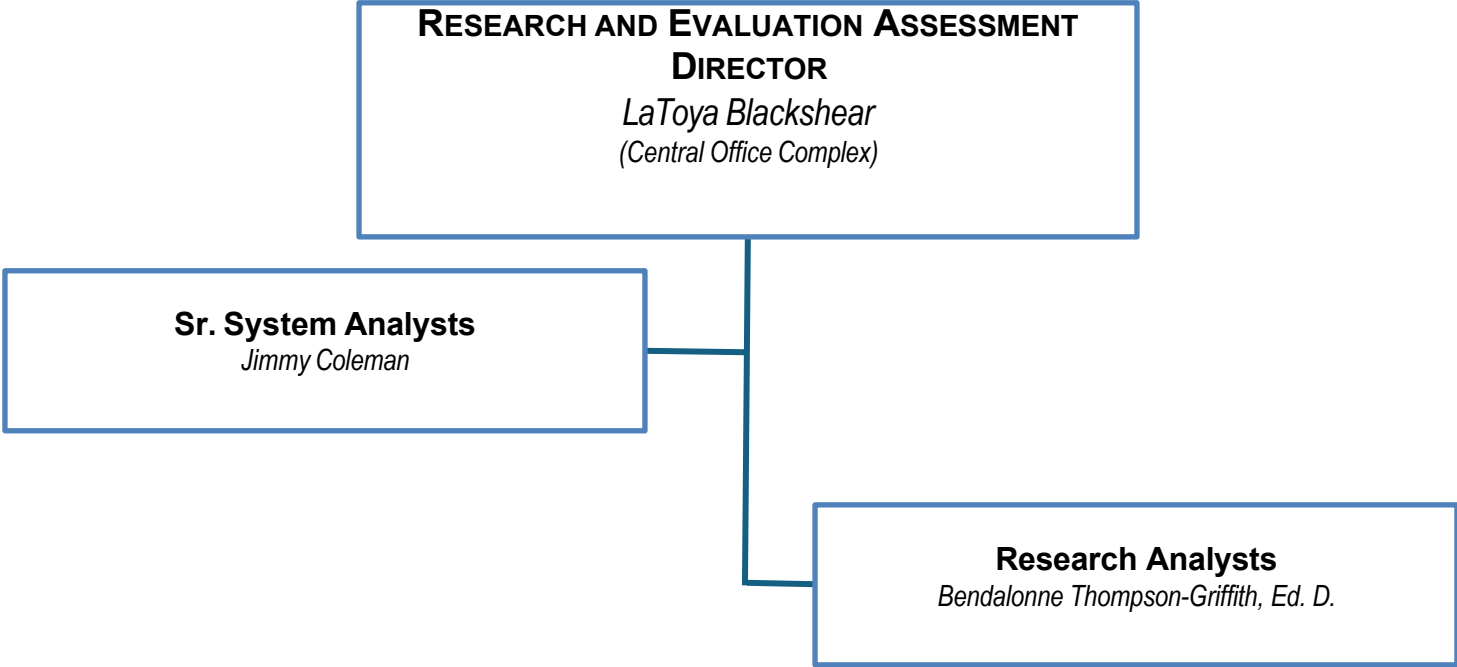 RESEARCH AND EVALUATION ASSESSMENT
DIRECTOR
LaToya Blackshear
(Central Office Complex)
Sr. System Analysts
Jimmy Coleman
Research Analysts
Bendalonne Thompson-Griffith, Ed. D.